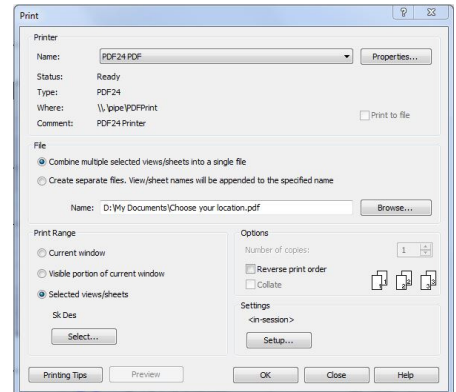 Print
Printer
Name: PDF24 PDF Properties...
Status: Ready
Type: PDF24
Where: \\.\pipe\PDFPrint
Comment: PDF24 Printer Print to file
File
Combine multiple selected views/sheets into a single file
Create separate files. View/sheet names will be appended to the specified name
Name: D:\My Documents\Choose your location.pdf Browse...
Print Range
Current window
Visible portion of current window
Selected views/sheets
Sk Des
Select...
Options
Number of copies: 1
Reverse print order
Collate
Settings
<in-session>
Setup...
Printing Tips Preview OK Close Help